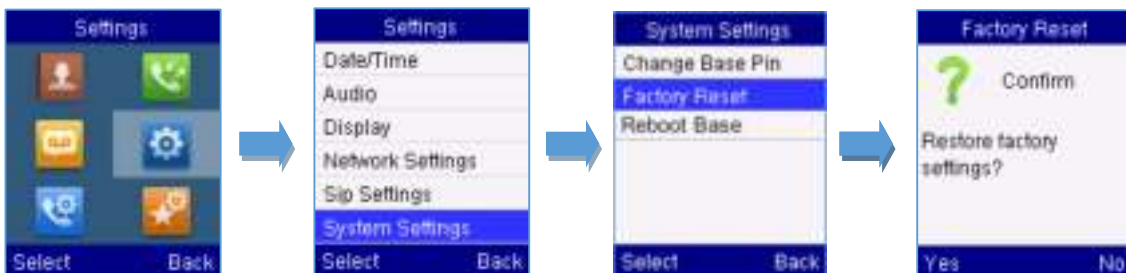 Settings
Select Back
Settings
Date/Time
Audio
Display
Network Settings
Sip Settings
System Settings
Select Back
System Settings
Change Base Pin
Factory Reset
Reboot Base
Select Back
Factory Reset
Confirm
Restore factory
settings?
Yes No